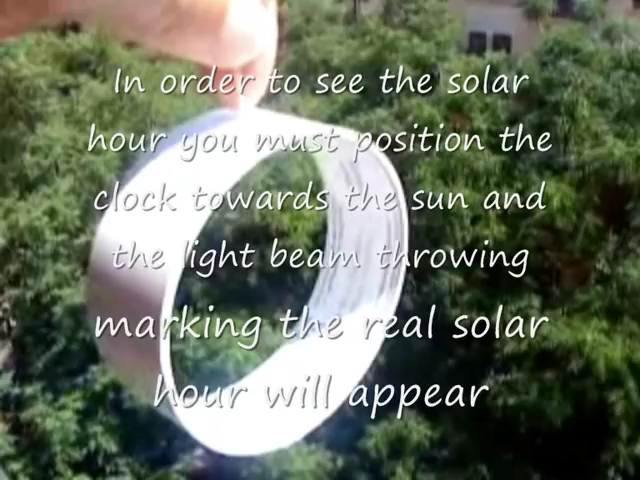 In order to see the solar
hour you must position the
clock towards the sun and
the light beam throwing
marking the real solar
hour will appear